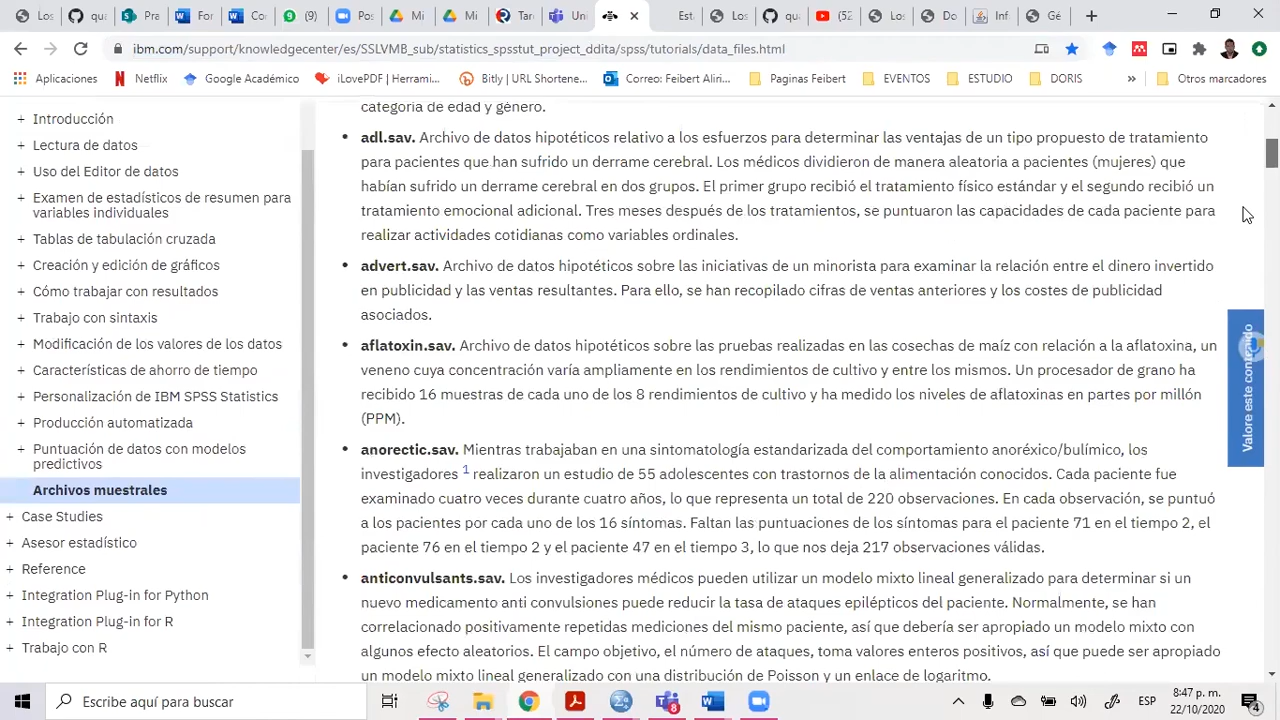 Los
qua
Pra
For
Co
(9)
Pos
Mi
Mi
Tar
Uni
Esta
Los
qua
(52
Los
Do
Inf
Gé
ibm.com/support/knowledgecenter/es/SSLVMB_sub/statistics_spsstut_project_ddita/spss/tutorials/data_files.html
Aplicaciones
Netflix
Google Académico
iLovePDF | Herrami...
Bitly | URL Shortene...
Correo: Feibert Aliri...
Paginas Feibert
EVENTOS
ESTUDIO
DORIS
»
Otros marcadores
+ Introducción
+ Lectura de datos
+ Uso del Editor de datos
+ Examen de estadísticos de resumen para
variables individuales
+ Tablas de tabulación cruzada
+ Creación y edición de gráficos
+ Cómo trabajar con resultados
+ Trabajo con sintaxis
+ Modificación de los valores de los datos
+ Características de ahorro de tiempo
+ Personalización de IBM SPSS Statistics
+ Producción automatizada
+ Puntuación de datos con modelos
predictivos
Archivos muestrales
+ Case Studies
+ Asesor estadístico
+ Reference
+ Integration Plug-in for Python
+ Integration Plug-in for R
+ Trabajo con R
categoría de edad y género.
• adl.sav. Archivo de datos hipotéticos relativo a los esfuerzos para determinar las ventajas de un tipo propuesto de tratamiento
para pacientes que han sufrido un derrame cerebral. Los médicos dividieron de manera aleatoria a pacientes (mujeres) que
habían sufrido un derrame cerebral en dos grupos. El primer grupo recibió el tratamiento físico estándar y el segundo recibió un
tratamiento emocional adicional. Tres meses después de los tratamientos, se puntuaron las capacidades de cada paciente para
realizar actividades cotidianas como variables ordinales.
• advert.sav. Archivo de datos hipotéticos sobre las iniciativas de un minorista para examinar la relación entre el dinero invertido
en publicidad y las ventas resultantes. Para ello, se han recopilado cifras de ventas anteriores y los costes de publicidad
asociados.
• aflatoxin.sav. Archivo de datos hipotéticos sobre las pruebas realizadas en las cosechas de maíz con relación a la aflatoxina, un
veneno cuya concentración varía ampliamente en los rendimientos de cultivo y entre los mismos. Un procesador de grano ha
recibido 16 muestras de cada uno de los 8 rendimientos de cultivo y ha medido los niveles de aflatoxinas en partes por millón
(PPM).
• anorectic.sav. Mientras trabajaban en una sintomatología estandarizada del comportamiento anoréxico/bulímico, los
investigadores 1 realizaron un estudio de 55 adolescentes con trastornos de la alimentación conocidos. Cada paciente fue
examinado cuatro veces durante cuatro años, lo que representa un total de 220 observaciones. En cada observación, se puntuó
a los pacientes por cada uno de los 16 síntomas. Faltan las puntuaciones de los síntomas para el paciente 71 en el tiempo 2, el
paciente 76 en el tiempo 2 y el paciente 47 en el tiempo 3, lo que nos deja 217 observaciones válidas.
• anticonvulsants.sav. Los investigadores médicos pueden utilizar un modelo mixto lineal generalizado para determinar si un
nuevo medicamento anti convulsiones puede reducir la tasa de ataques epilépticos del paciente. Normalmente, se han
correlacionado positivamente repetidas mediciones del mismo paciente, así que debería ser apropiado un modelo mixto con
algunos efecto aleatorios. El campo objetivo, el número de ataques, toma valores enteros positivos, así que puede ser apropiado
un modelo mixto lineal generalizado con una distribución de Poisson y un enlace de logaritmo.
Valore este contenido
Escribe aquí para buscar
8
ESP
8:47 p. m.
22/10/2020
4